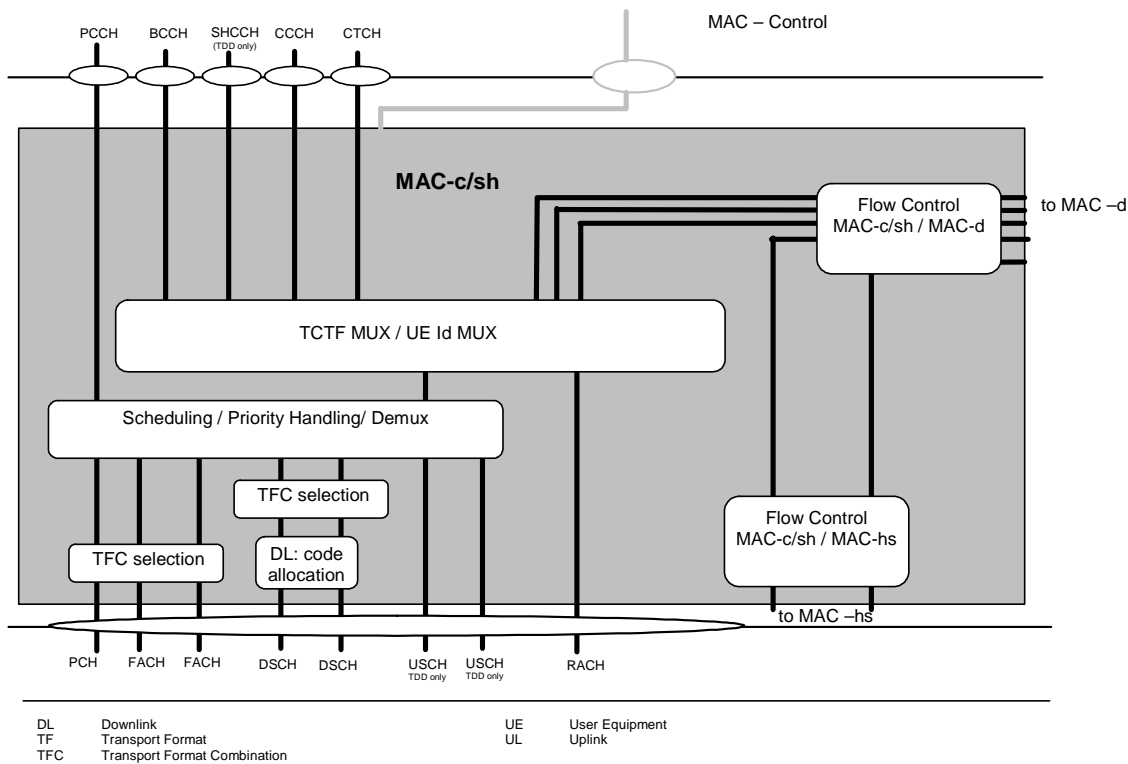 MAC – Control
PCCH BCCH SHCCH CCCH CTCH
(TDD only)
MAC-c/sh
Flow Control
MAC-c/sh / MAC-d
to MAC –d
TCTF MUX / UE Id MUX
Scheduling / Priority Handling/ Demux
TFC selection
Flow Control
MAC-c/sh / MAC-hs
TFC selection
DL: code
allocation
to MAC –hs
PCH FACH FACH DSCH DSCH USCH USCH RACH
TDD only TDD only
DL Downlink UE User Equipment
TF Transport Format UL Uplink
TFC Transport Format Combination